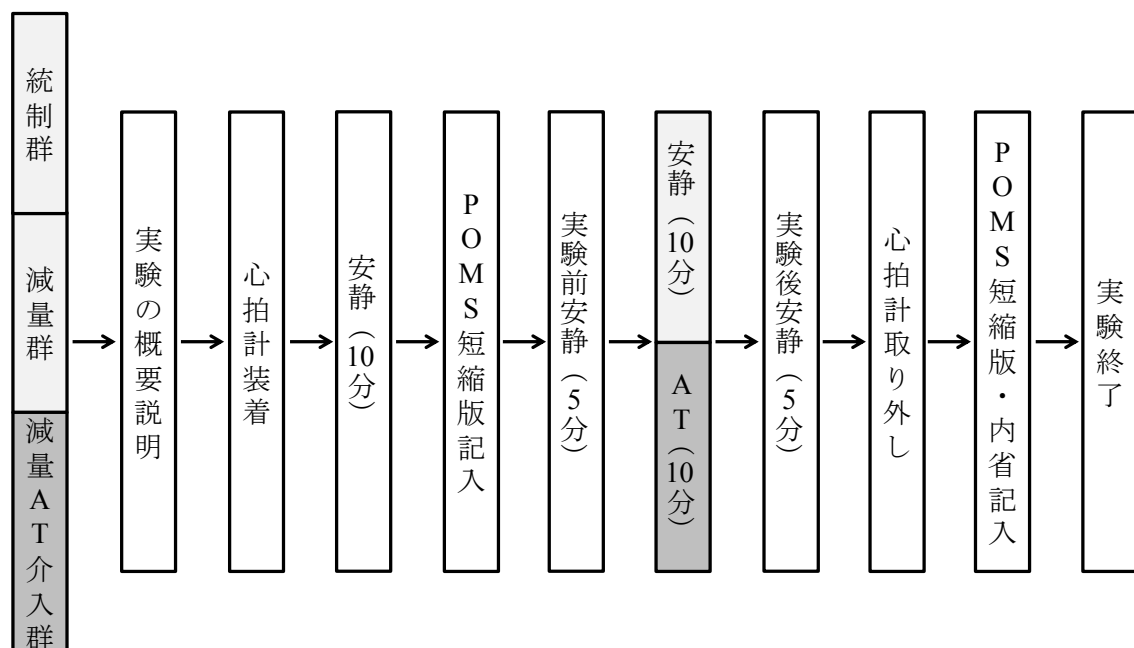 統制群
減量群
減量AT介入群
実験の概要説明
心拍計装着
安静（10分）
POMS短縮版記入
実験前安静（5分）
安静（10分）
AT（10分）
実験後安静（5分）
心拍計取り外し
POMS短縮版・内省記入
実験終了